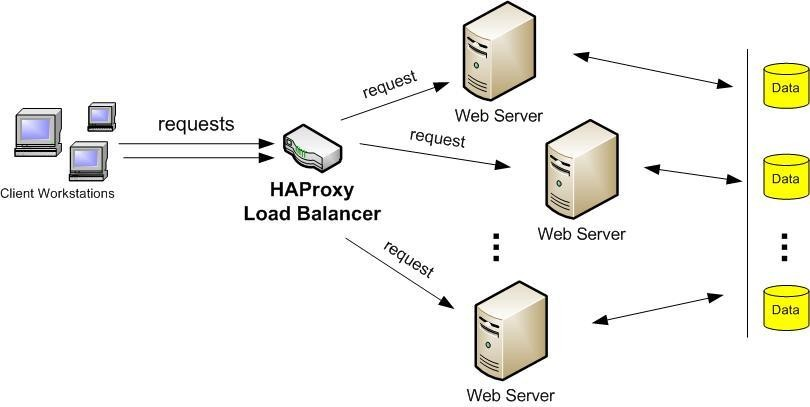 requests
Client Workstations
HAProxy
Load Balancer
request
Web Server
request
Web Server
request
Web Server
Data
Data
Data